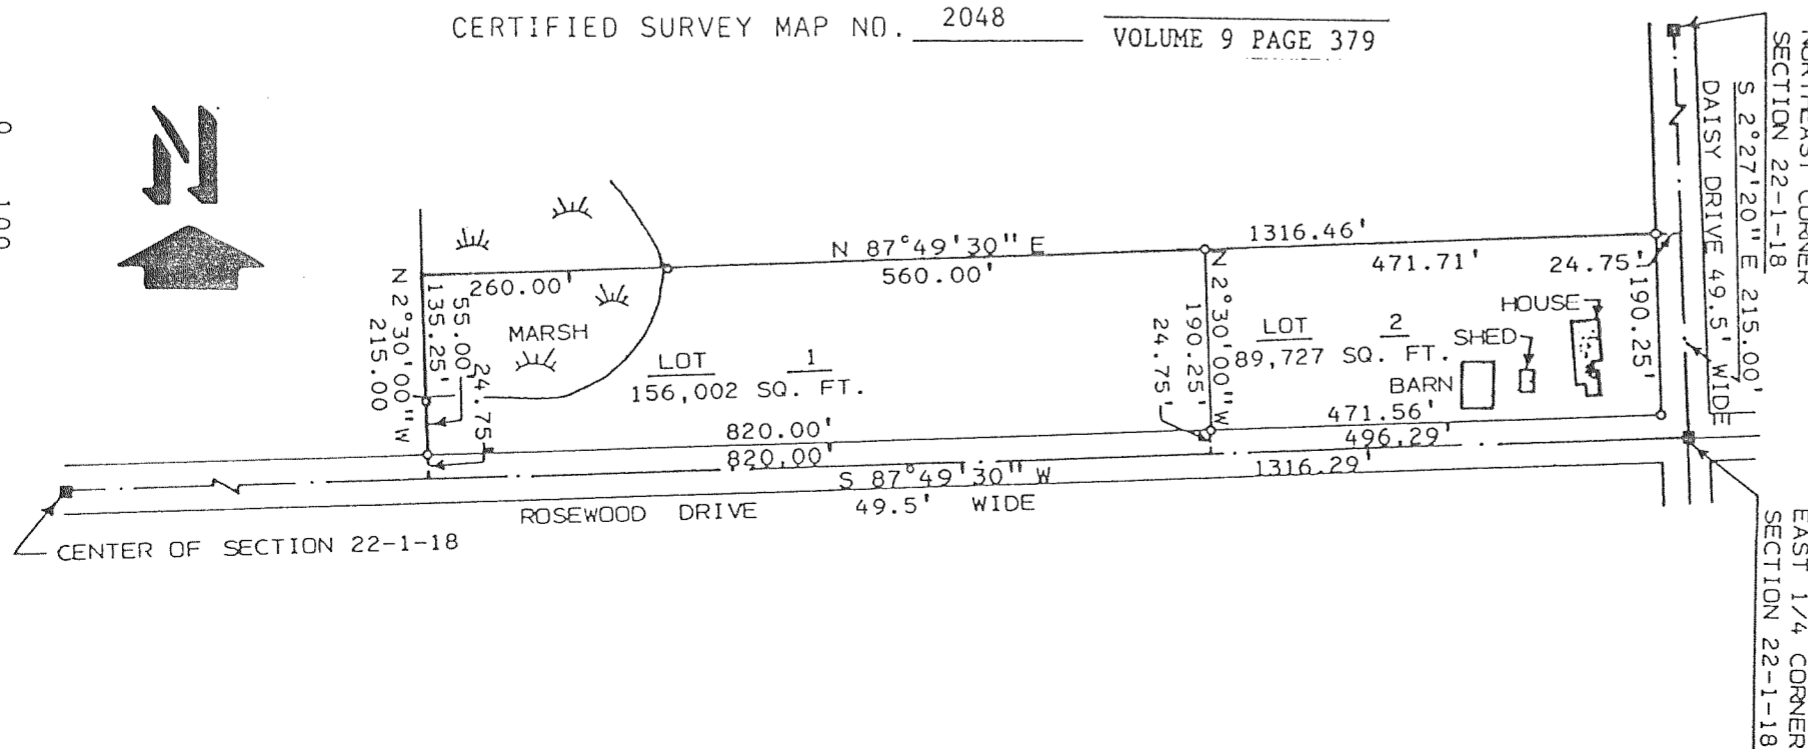 CERTIFIED SURVEY MAP NO. 2048
VOLUME 9 PAGE 379
NORTHEAST CORNER
SECTION 22-1-18
S 2°27'20" E 215.00'
DAISY DRIVE 49.5' WIDE
N
0 100
N 87°49'30" E
1316.46'
260.00'
560.00'
471.71'
24.75'
190.25'
N 2°30'00" W
215.00
135.25'
55.00'
24.75'
MARSH
LOT 1
156,002 SQ. FT.
N 2°30'00" W
190.25'
24.75'
LOT 2
89,727 SQ. FT.
HOUSE
SHED
BARN
820.00'
471.56'
820.00'
496.29'
S 87°49'30" W
1316.29'
ROSEWOOD DRIVE 49.5' WIDE
CENTER OF SECTION 22-1-18
EAST 1/4 CORNER
SECTION 22-1-18